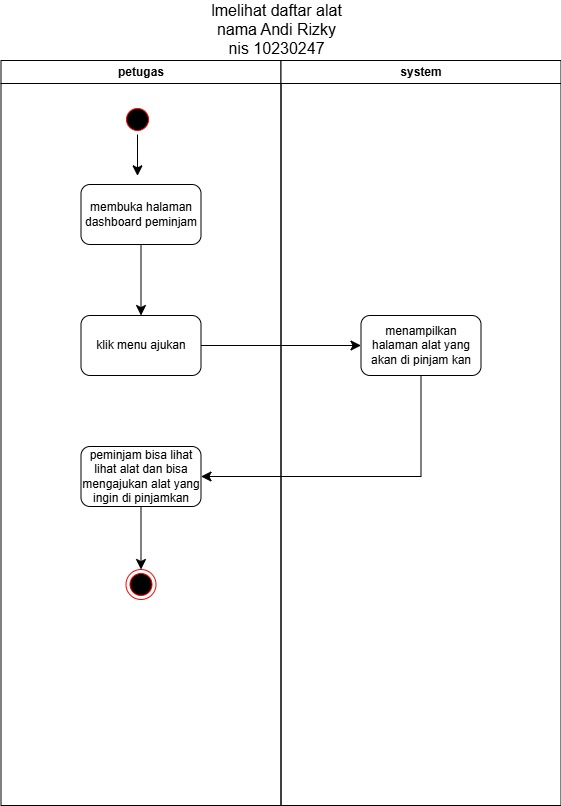 lmelihat daftar alat
nama Andi Rizky
nis 10230247
petugas
system
membuka halaman
dashboard peminjam
klik menu ajukan
menampilkan
halaman alat yang
akan di pinjam kan
peminjam bisa lihat
lihat alat dan bisa
mengajukan alat yang
ingin di pinjamkan